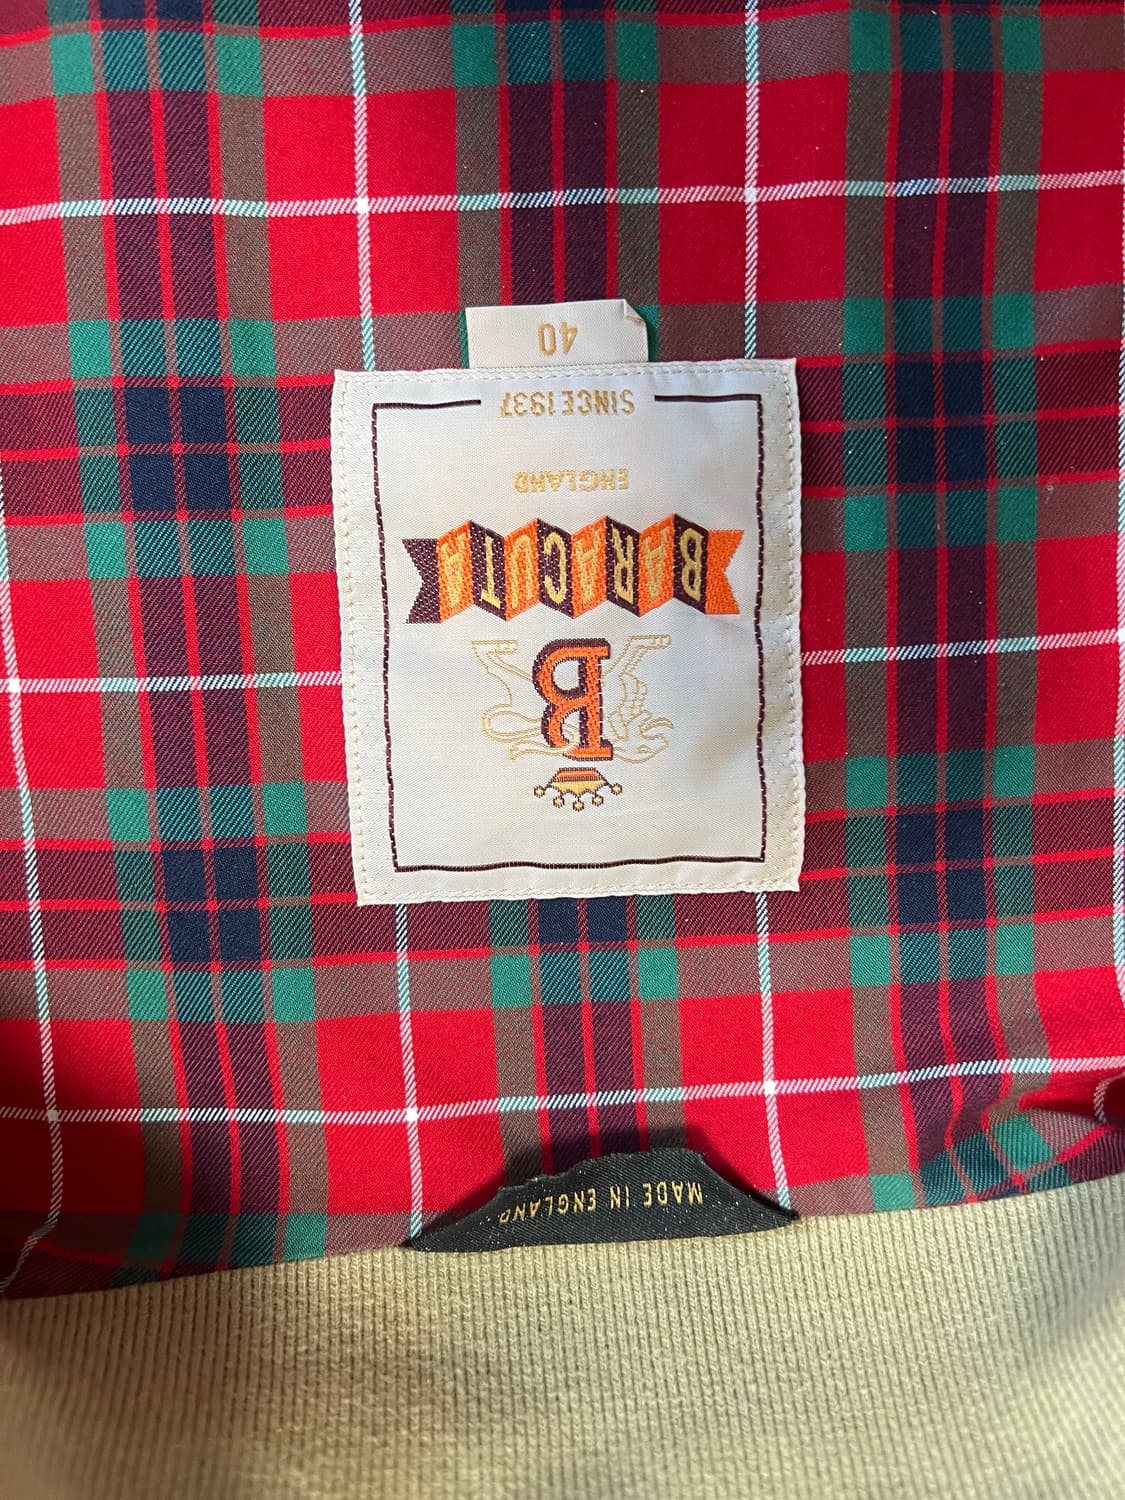 MADE IN ENGLAND
B
BARACUTA
ENGLAND
SINCE 1937
40